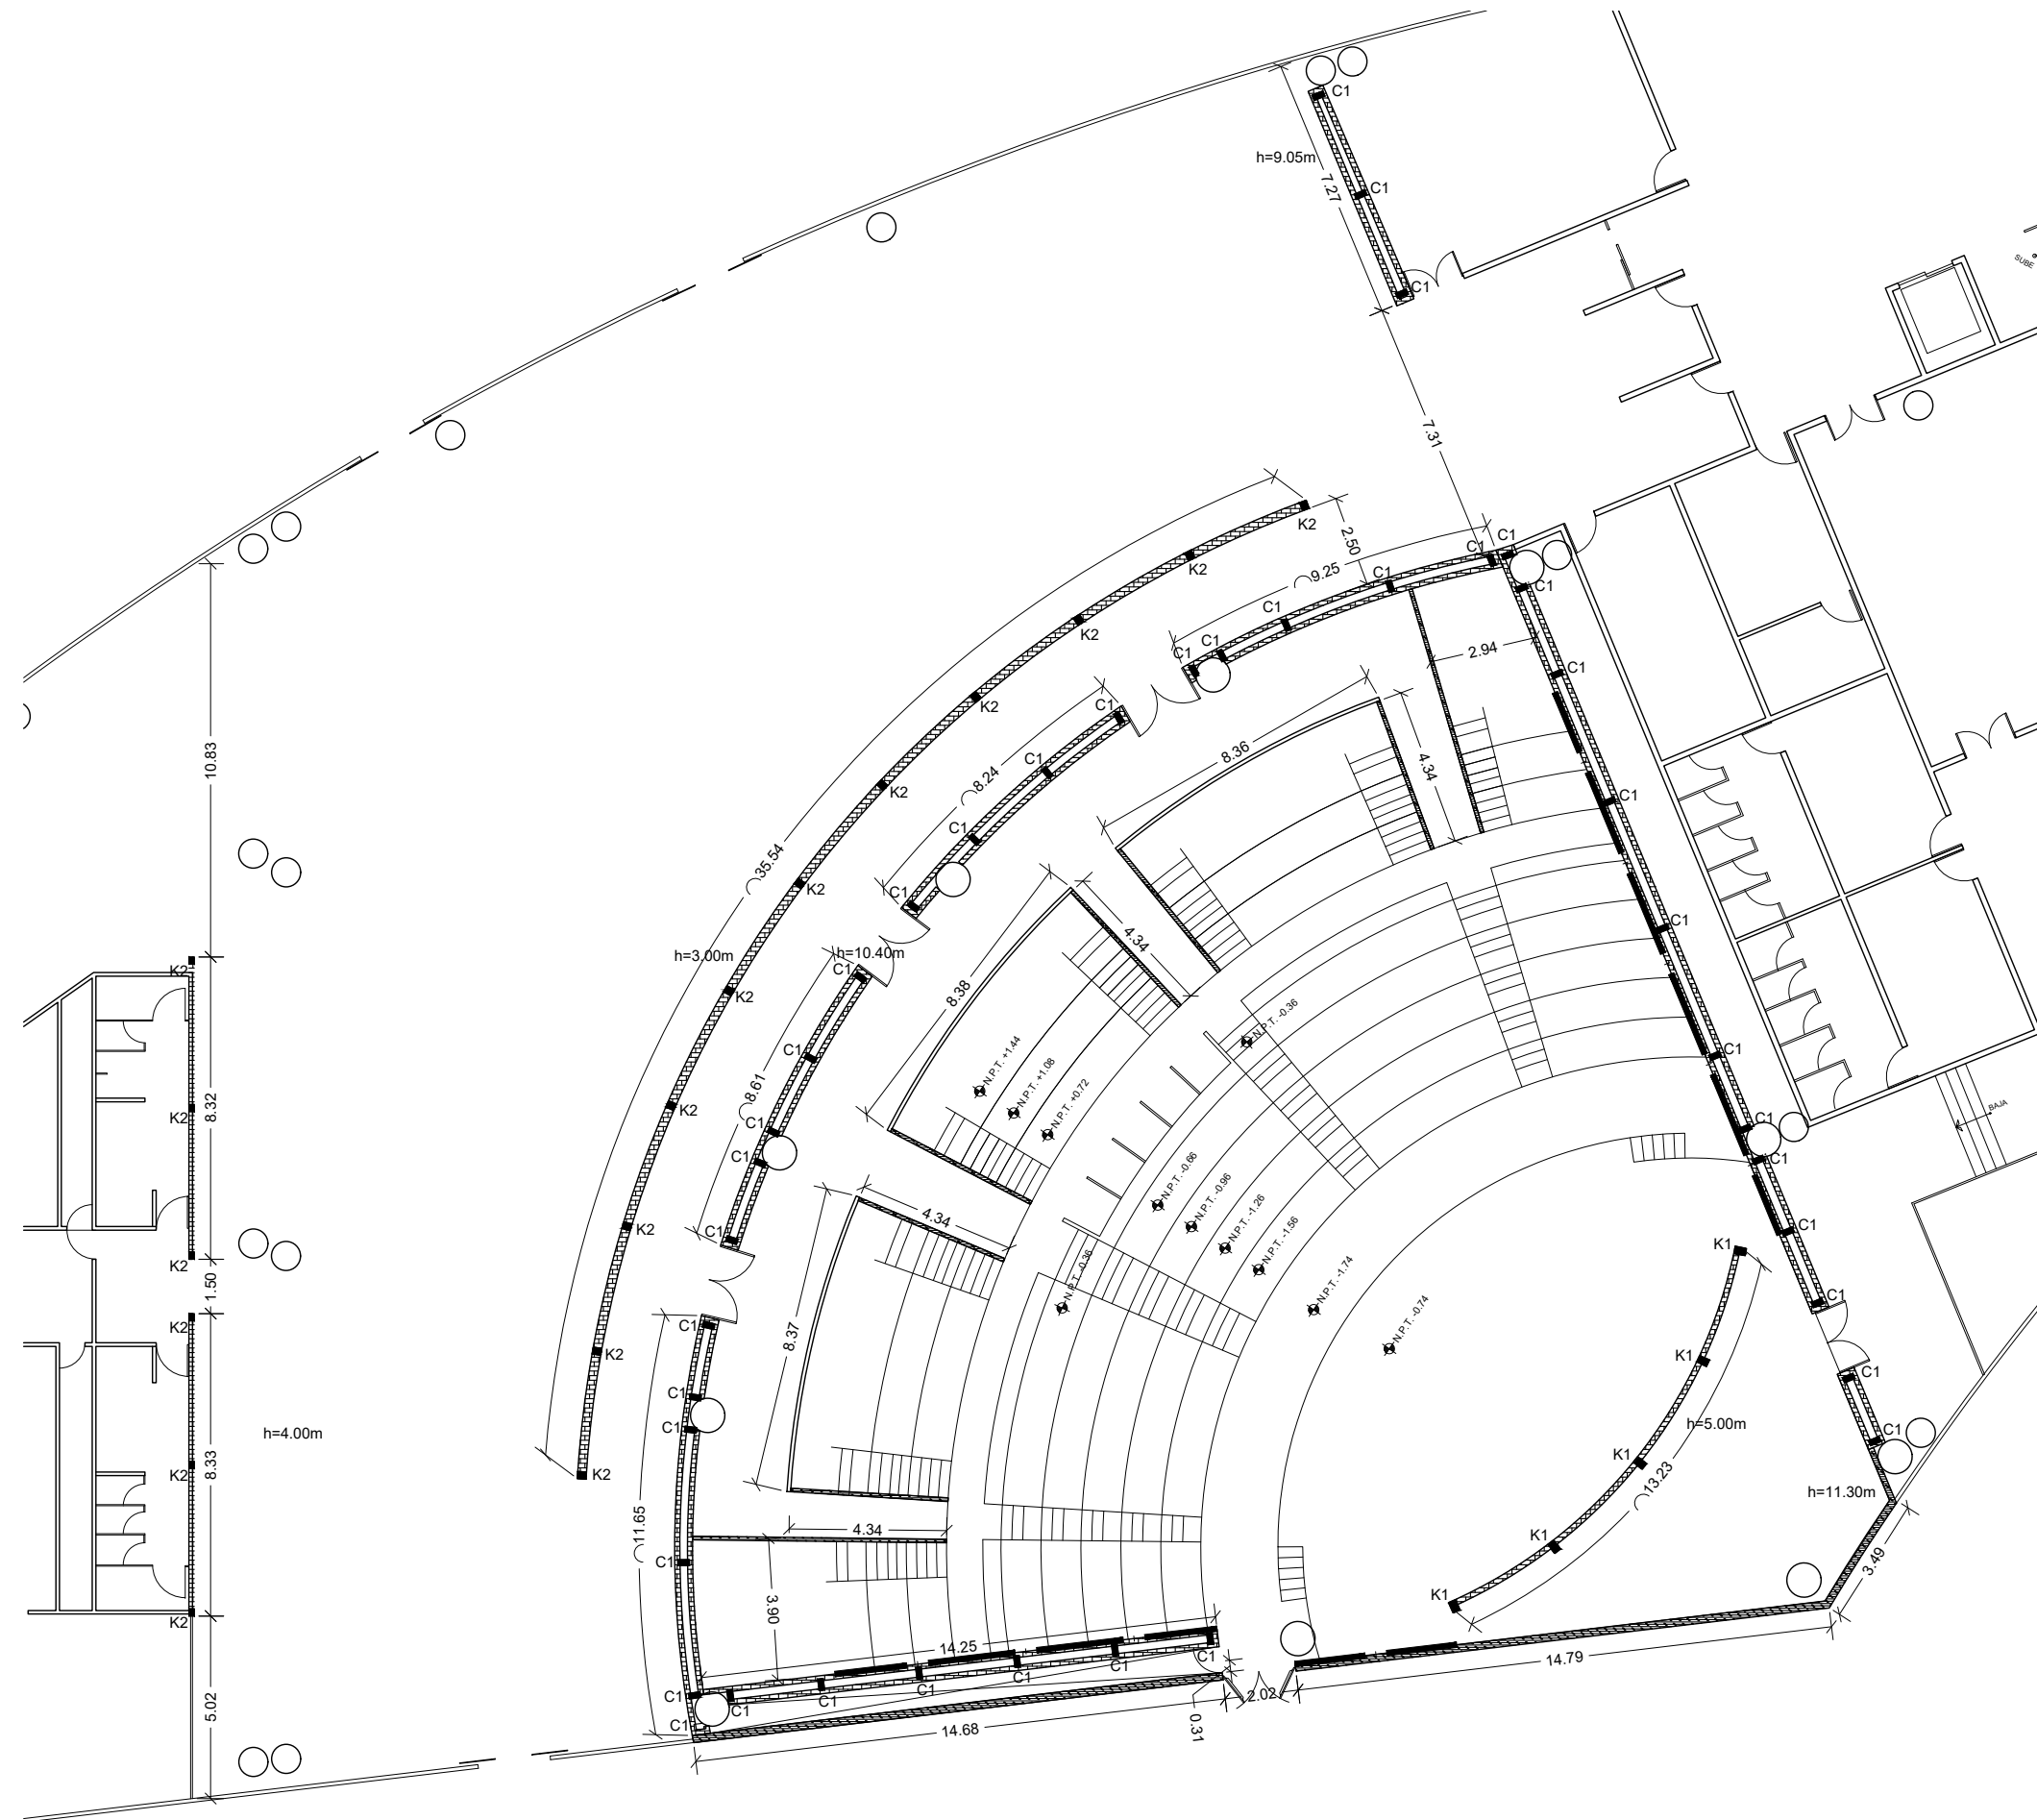 C1
h=9.05m
C1
7.27
SUBE
C1
7.31
K2
2.50
C1
C1
K2
9.25
C1
C1
C1
K2
C1
C1
2.94
C1
K2
C1
8.36
4.34
10.83
C1
8.24
K2
C1
C1
35.54
K2
C1
C1
4.34
h=3.00m
h=10.40m
K2
C1
8.38
K2
N.P.T. -0.36
C1
N.P.T. +1.44
C1
N.P.T. +1.08
8.61
K2
8.32
K2
N.P.T. +0.72
BAJA
C1
C1
C1
C1
N.P.T. -0.66
4.34
K2
C1
N.P.T. -0.96
C1
N.P.T. -1.26
K1
K2
N.P.T. -1.56
N.P.T. -0.36
1.50
N.P.T. -1.74
C1
K2
C1
8.37
N.P.T. -0.74
K2
K1
C1
C1
C1
h=5.00m
h=4.00m
C1
C1
K1
8.33
K2
K2
13.23
h=11.30m
11.65
4.34
K1
C1
3.49
3.90
K1
K2
14.25
C1
C1
C1
C1
14.79
C1
5.02
C1
C1
C1
2.02
0.31
14.68